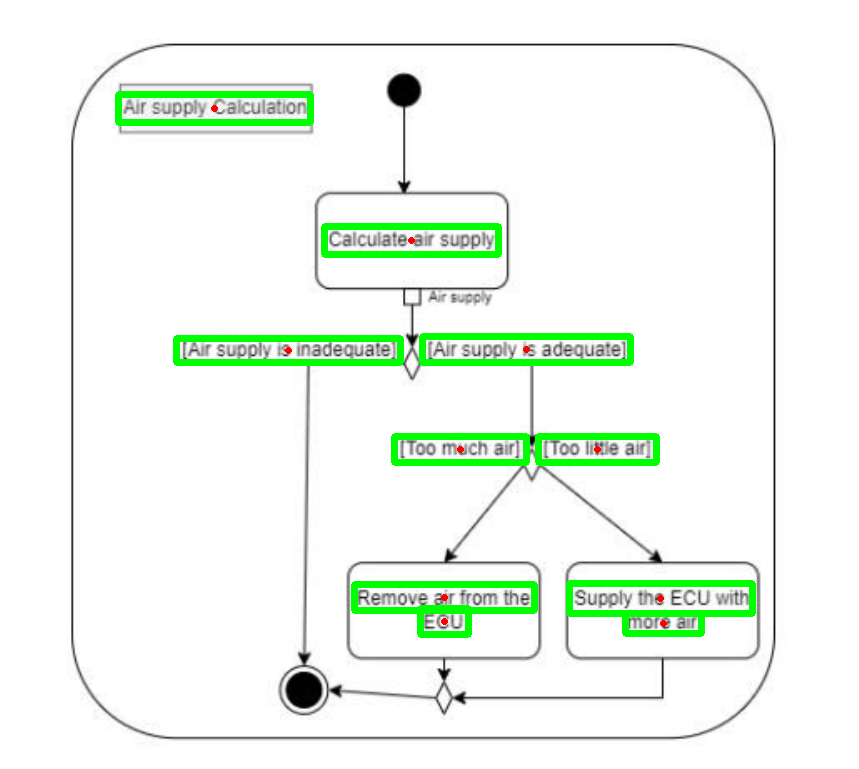 Air supply Calculation
Calculate air supply
Air supply
[Air supply is inadequate]
[Air supply is adequate]
[Too much air]
[Too little air]
Remove air from the
ECU
Supply the ECU with
more air